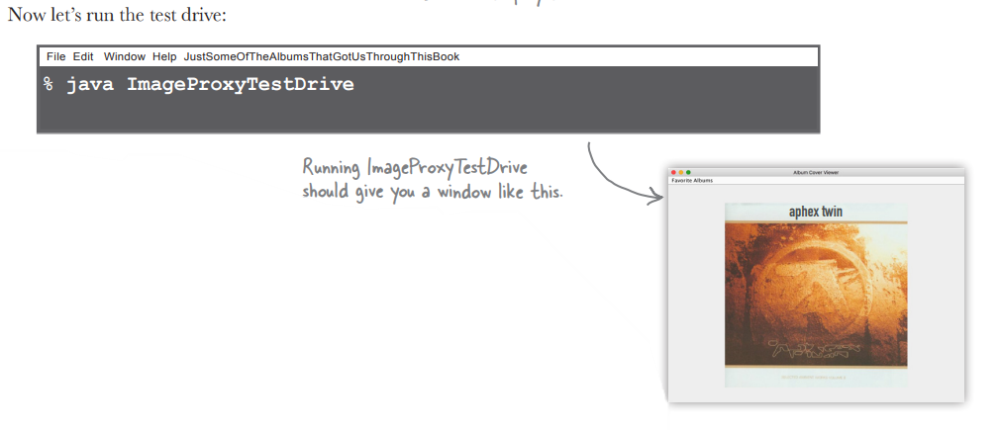 Now let's run the test drive:
File Edit Window Help JustSomeOfTheAlbumsThatGotUsThroughThisBook
% java ImageProxyTestDrive
Running ImageProxyTestDrive
should give you a window like this.
Album Cover Viewer
Favorite Albums
aphex twin